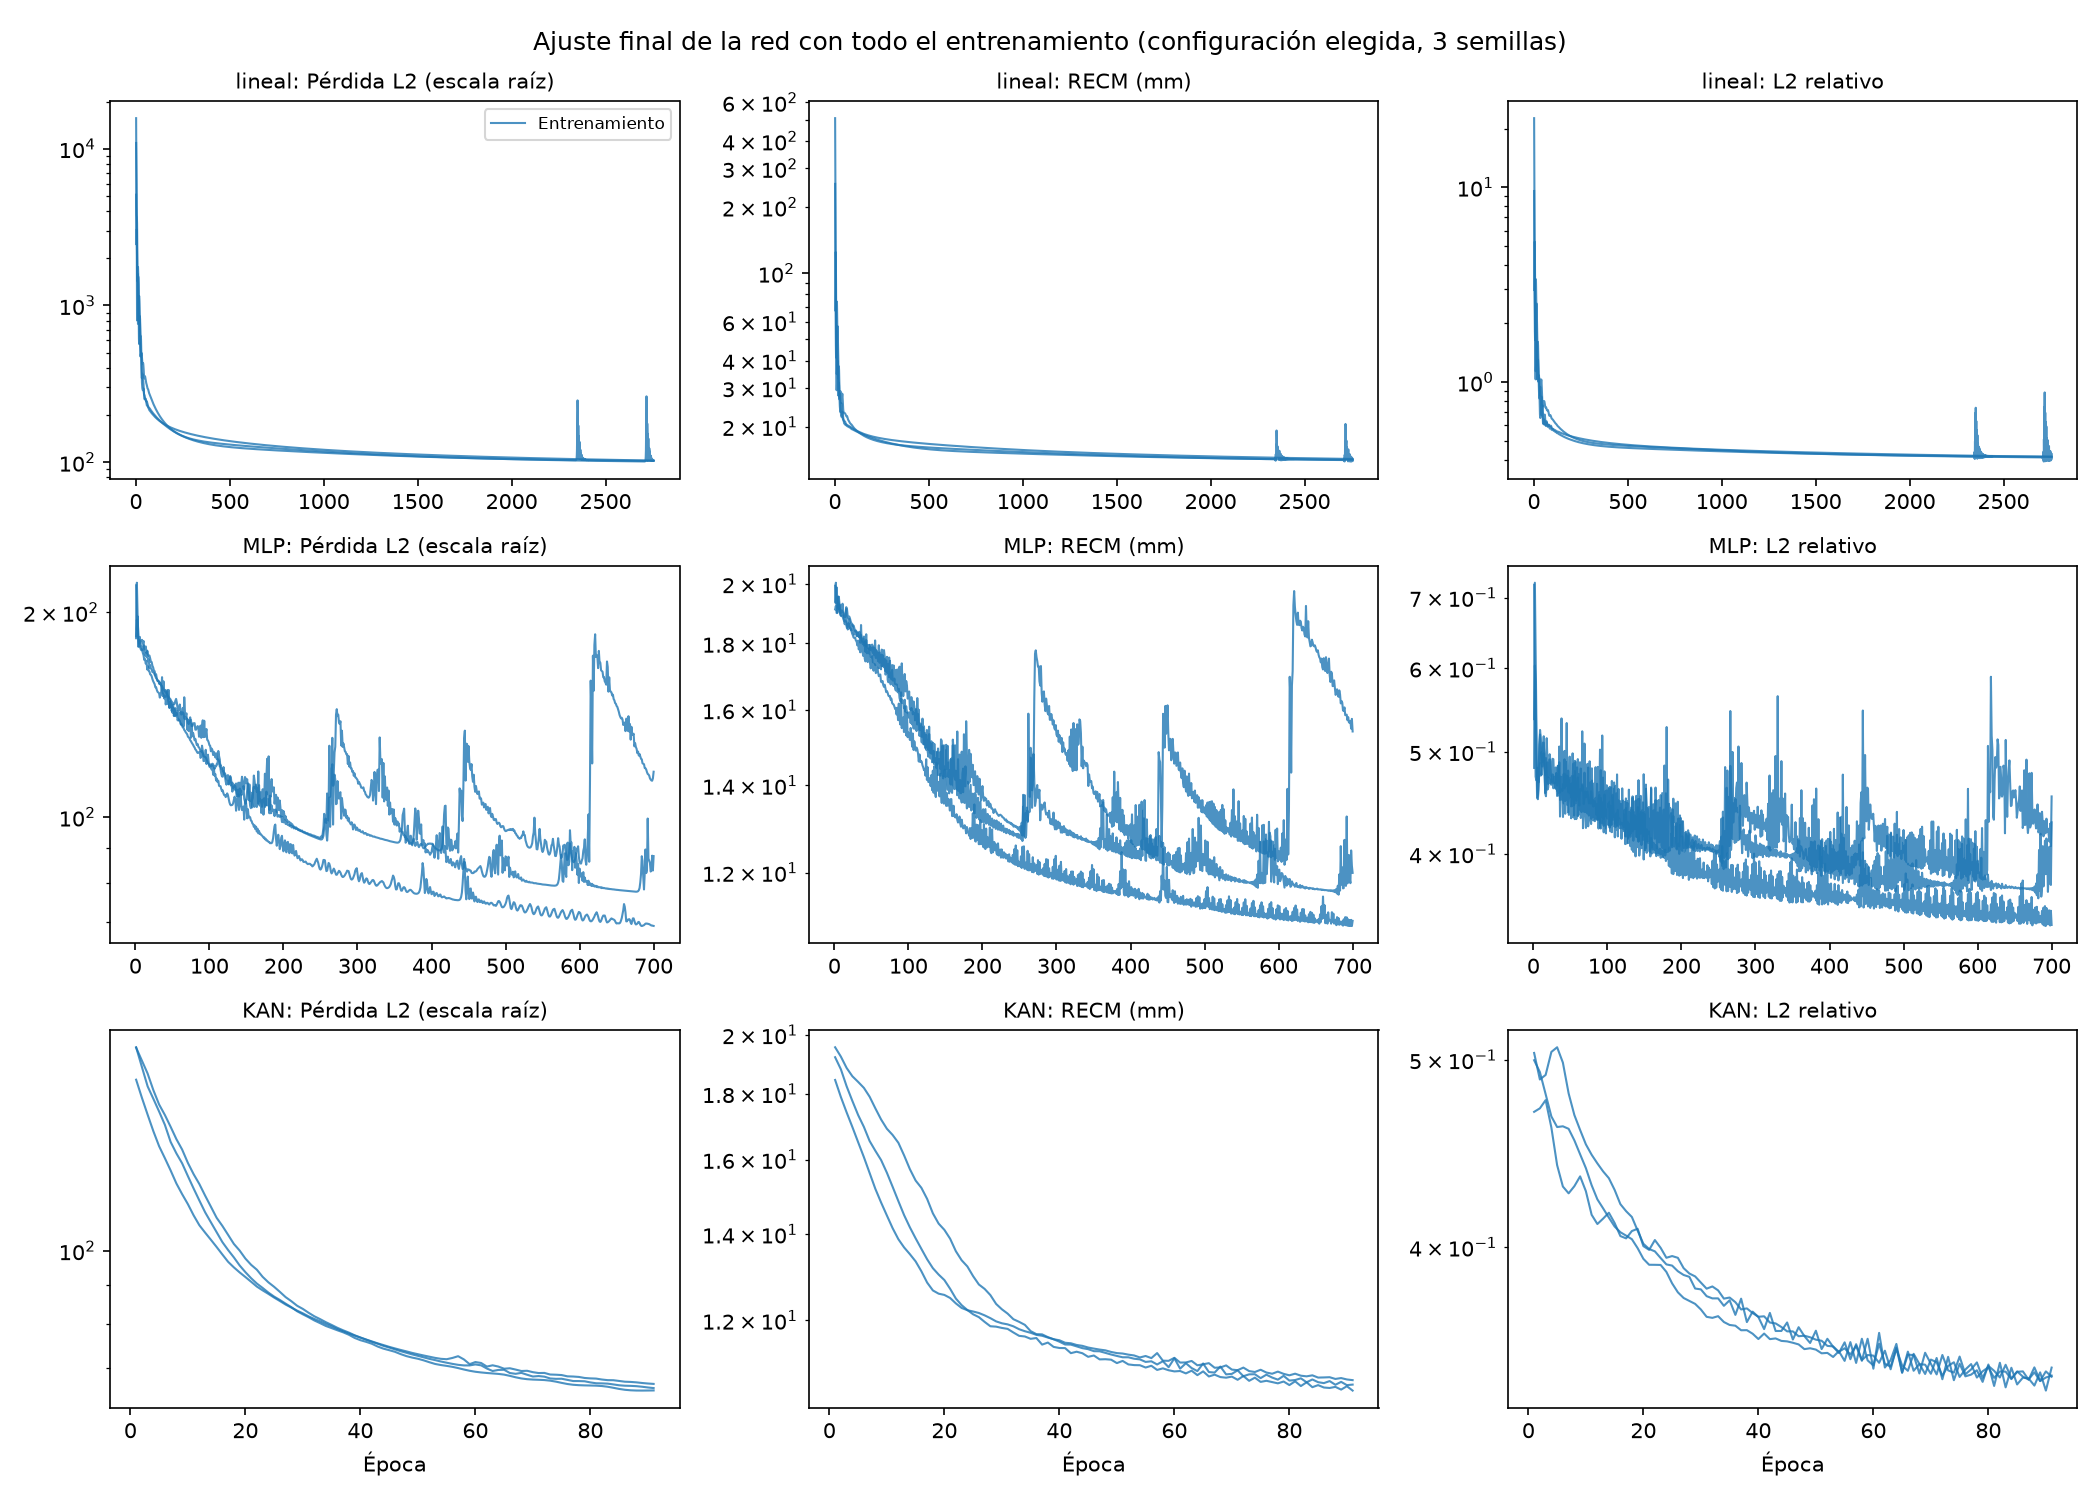 Ajuste final de la red con todo el entrenamiento (configuración elegida, 3 semillas)
lineal: Pérdida L2 (escala raíz)
Entrenamiento
10^4
10^3
10^2
0 500 1000 1500 2000 2500
lineal: RECM (mm)
6 × 10^2
4 × 10^2
3 × 10^2
2 × 10^2
10^2
6 × 10^1
4 × 10^1
3 × 10^1
2 × 10^1
0 500 1000 1500 2000 2500
lineal: L2 relativo
10^1
10^0
0 500 1000 1500 2000 2500
MLP: Pérdida L2 (escala raíz)
2 × 10^2
10^2
0 100 200 300 400 500 600 700
MLP: RECM (mm)
2 × 10^1
1.8 × 10^1
1.6 × 10^1
1.4 × 10^1
1.2 × 10^1
0 100 200 300 400 500 600 700
MLP: L2 relativo
7 × 10^−1
6 × 10^−1
5 × 10^−1
4 × 10^−1
0 100 200 300 400 500 600 700
KAN: Pérdida L2 (escala raíz)
10^2
0 20 40 60 80
Época
KAN: RECM (mm)
2 × 10^1
1.8 × 10^1
1.6 × 10^1
1.4 × 10^1
1.2 × 10^1
0 20 40 60 80
Época
KAN: L2 relativo
5 × 10^−1
4 × 10^−1
0 20 40 60 80
Época